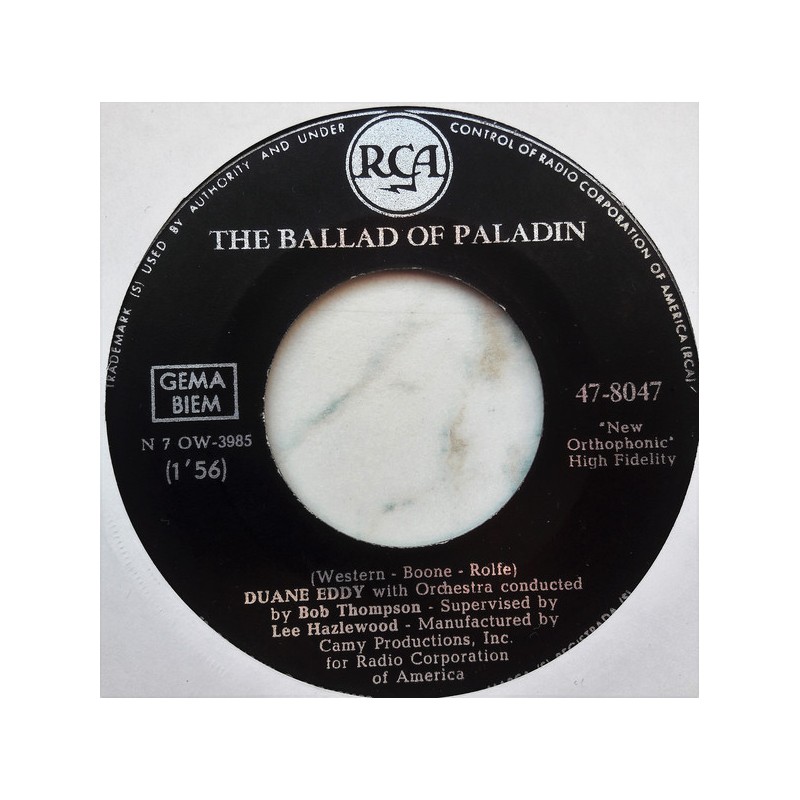 TRADEMARK (S) USED BY AUTHORITY AND UNDER CONTROL OF RADIO CORPORATION OF AMERICA (RCA)
RCA
THE BALLAD OF PALADIN
GEMA
BIEM
N 7 OW-3985
(1'56)
47-8047
"New
Orthophonic"
High Fidelity
(Western - Boone - Rolfe)
DUANE EDDY with Orchestra conducted
by Bob Thompson - Supervised by
Lee Hazlewood - Manufactured by
Camy Productions, Inc.
for Radio Corporation
of America
MARCA (S) REGISTRADA (S)